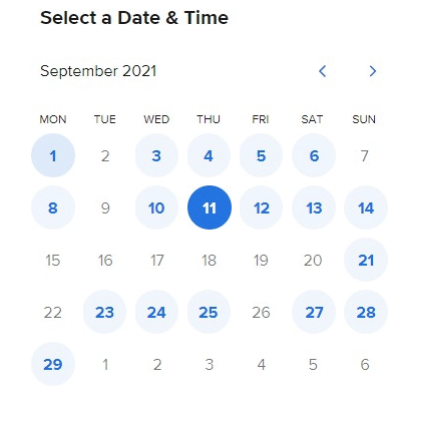 Select a Date & Time
September 2021
MON TUE WED THU FRI SAT SUN
1 2 3 4 5 6 7
8 9 10 11 12 13 14
15 16 17 18 19 20 21
22 23 24 25 26 27 28
29 1 2 3 4 5 6